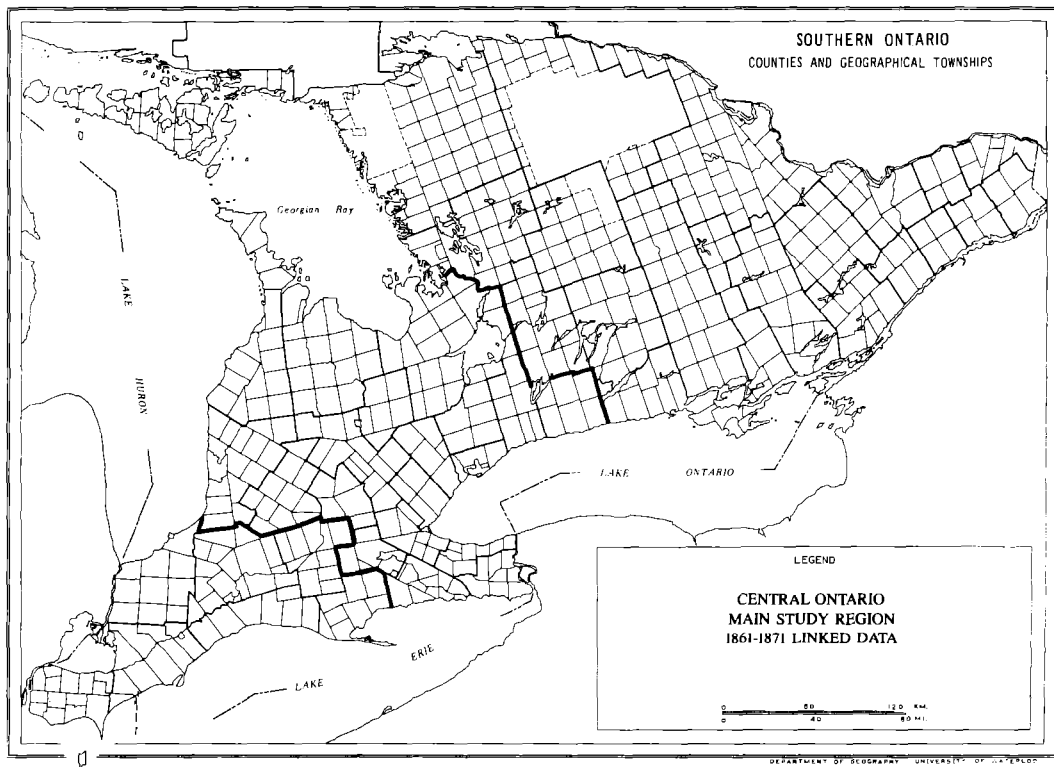 SOUTHERN ONTARIO
COUNTIES AND GEOGRAPHICAL TOWNSHIPS
Georgian Bay
LAKE
HURON
LAKE ONTARIO
LAKE ERIE
LEGEND
CENTRAL ONTARIO
MAIN STUDY REGION
1861-1871 LINKED DATA
0 60 120 KM.
0 40 80 MI.
DEPARTMENT OF GEOGRAPHY UNIVERSITY OF WATERLOO